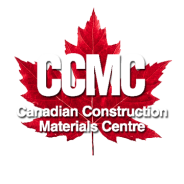 CCMC
Canadian Construction
Materials Centre